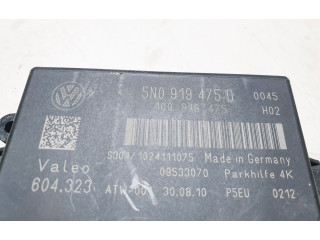 5N0 919 475 D 0045
H02
Valeo Made in Germany
09533070 Parkhilfe 4K
604.323
30.08.10 P5EU 0212